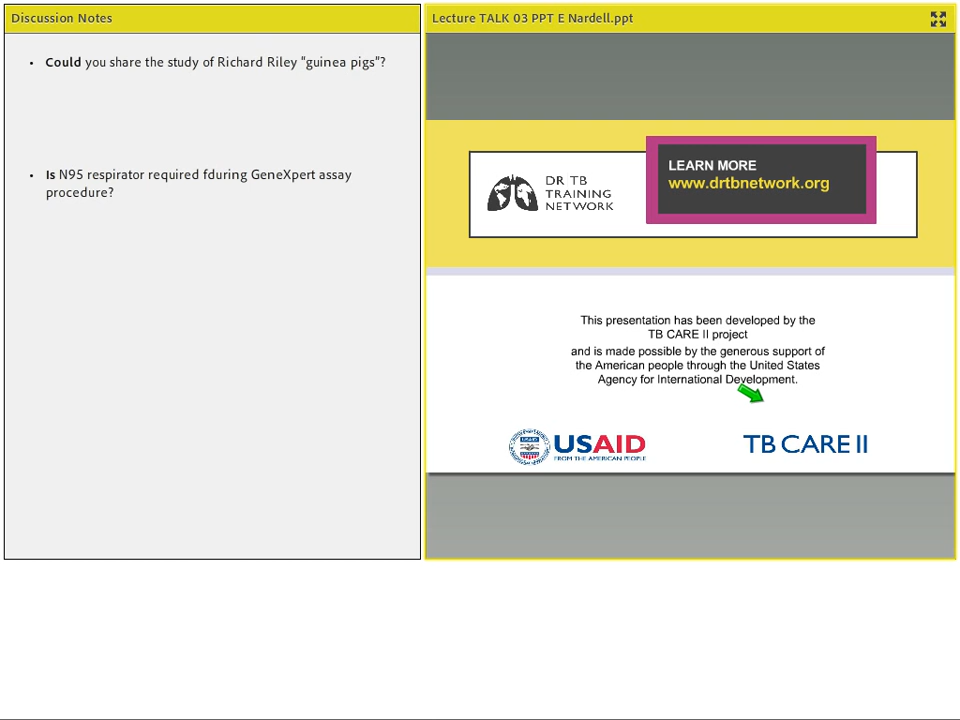 Discussion Notes
• Could you share the study of Richard Riley “guinea pigs”?
• Is N95 respirator required fduring GeneXpert assay
procedure?
Lecture TALK 03 PPT E Nardell.ppt
DR TB
TRAINING
NETWORK
LEARN MORE
www.drtbnetwork.org
This presentation has been developed by the
TB CARE II project
and is made possible by the generous support of
the American people through the United States
Agency for International Development.
USAID
FROM THE AMERICAN PEOPLE
TB CARE II